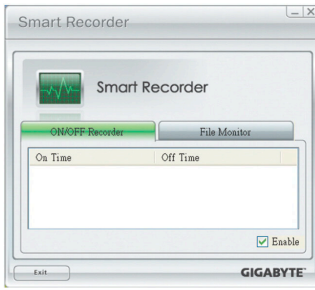 Smart Recorder
Smart Recorder
ON/OFF Recorder
File Monitor
On Time Off Time
Enable
Exit
GIGABYTE